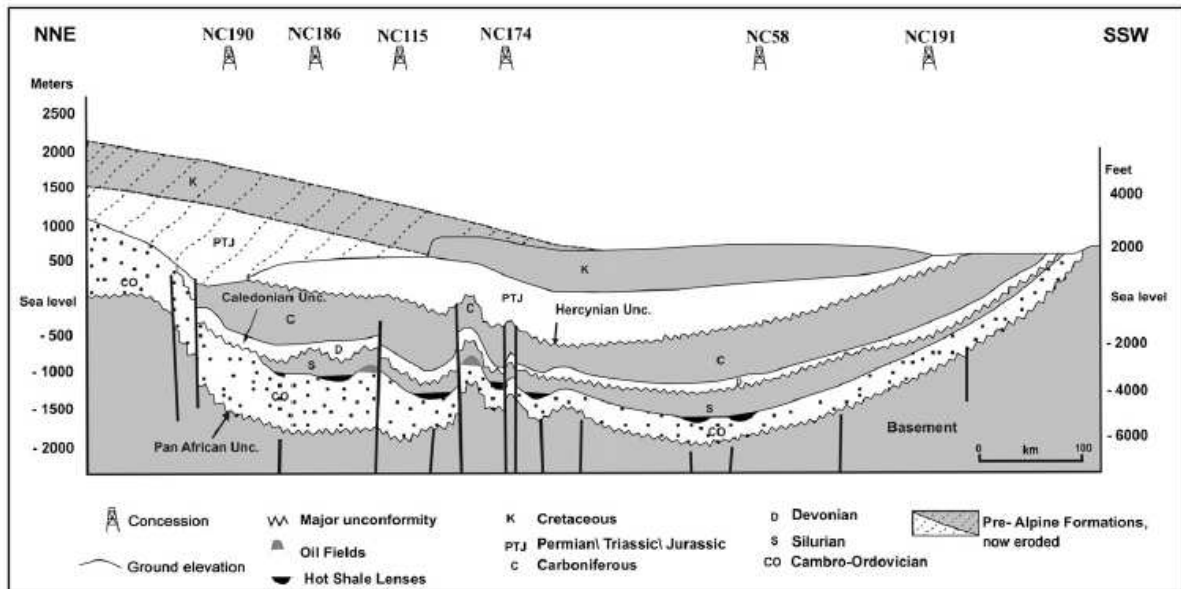 NNE NC190 NC186 NC115 NC174 NC58 NC191 SSW
Meters
2500
2000
1500
1000
500
Sea level
- 500
- 1000
- 1500
- 2000
Feet
4000
2000
Sea level
- 2000
- 4000
- 6000
K
PTJ
CO
K
Caledonian Unc.
C
C
PTJ
Hercynian Unc.
D
S
C
D
CO
S
CO
Pan African Unc.
Basement
0 km 100
Concession
Ground elevation
Major unconformity
Oil Fields
Hot Shale Lenses
K Cretaceous
PTJ Permian\ Triassic\ Jurassic
C Carboniferous
D Devonian
S Silurian
CO Cambro-Ordovician
Pre- Alpine Formations,
now eroded